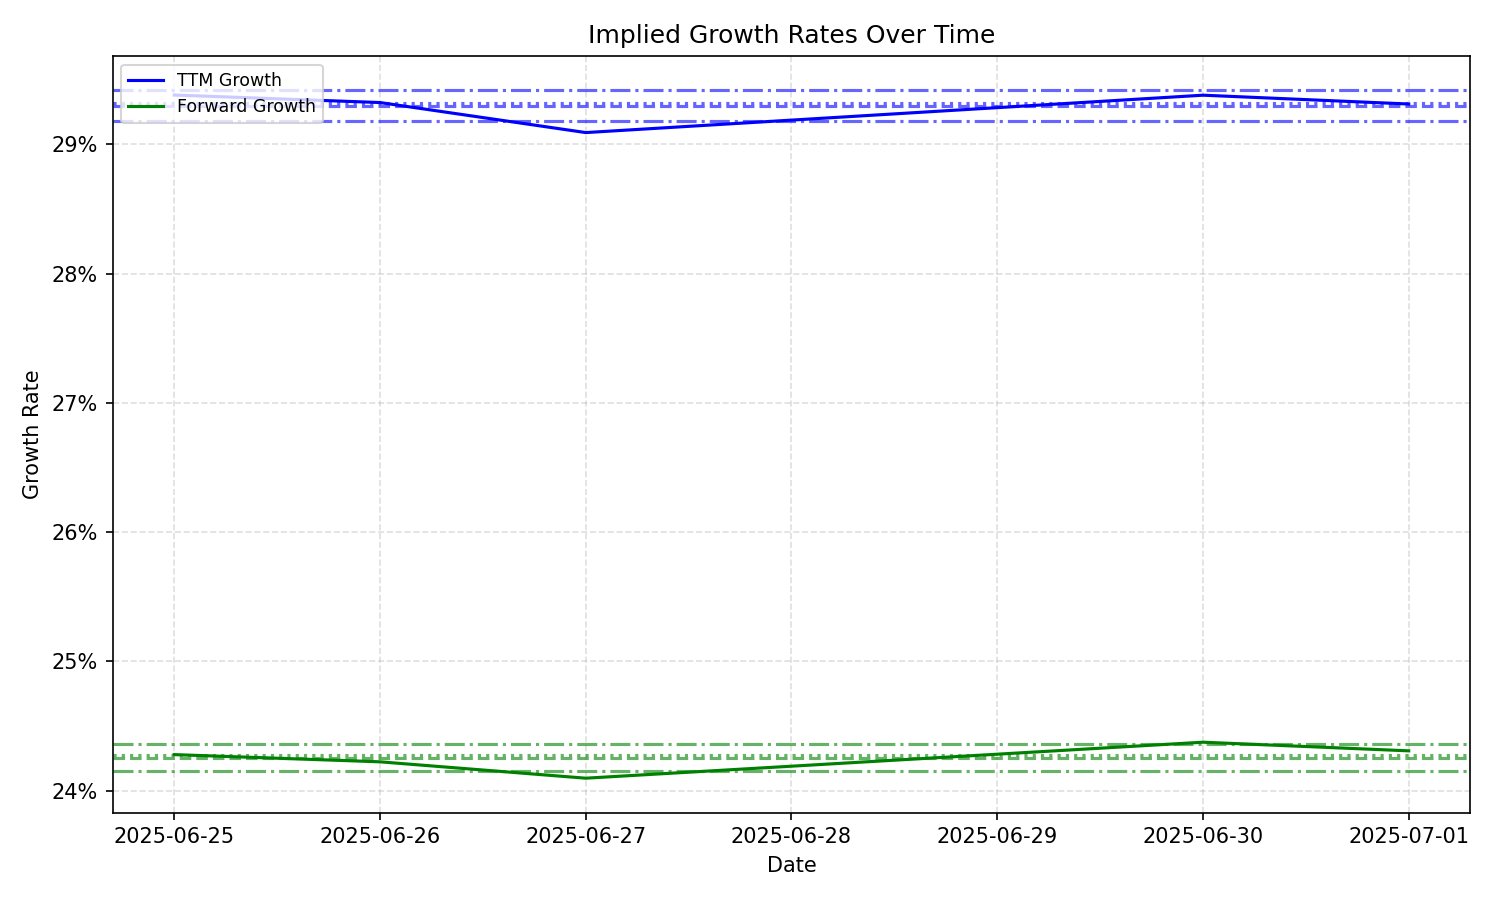 Implied Growth Rates Over Time
TTM Growth
Forward Growth
29%
28%
27%
26%
25%
24%
Growth Rate
2025-06-25
2025-06-26
2025-06-27
2025-06-28
2025-06-29
2025-06-30
2025-07-01
Date